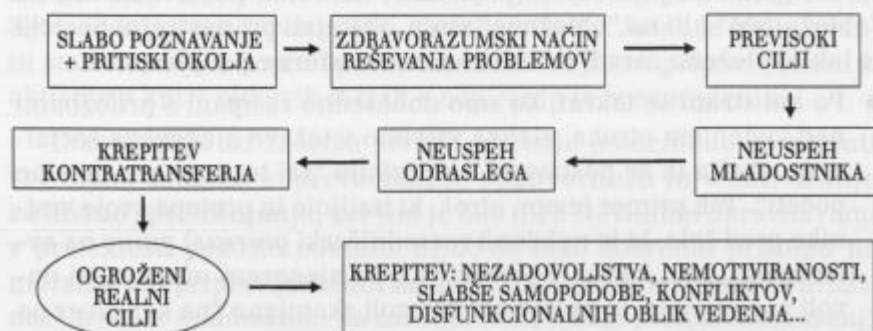 SLABO POZNAVANJE
+ PRITISKI OKOLJA
ZDRAVORAZUMSKI NAČIN
REŠEVANJA PROBLEMOV
PREVISOKI
CILJI
KREPITEV
KONTRATRANSFERJA
NEUSPEH
ODRASLEGA
NEUSPEH
MLADOSTNIKA
OGROŽENI
REALNI
CILJI
KREPITEV: NEZADOVOLJSTVA, NEMOTIVIRANOSTI,
SLABŠE SAMOPODOBE, KONFLIKTOV,
DISFUNKCIONALNIH OBLIK VEDENJA...